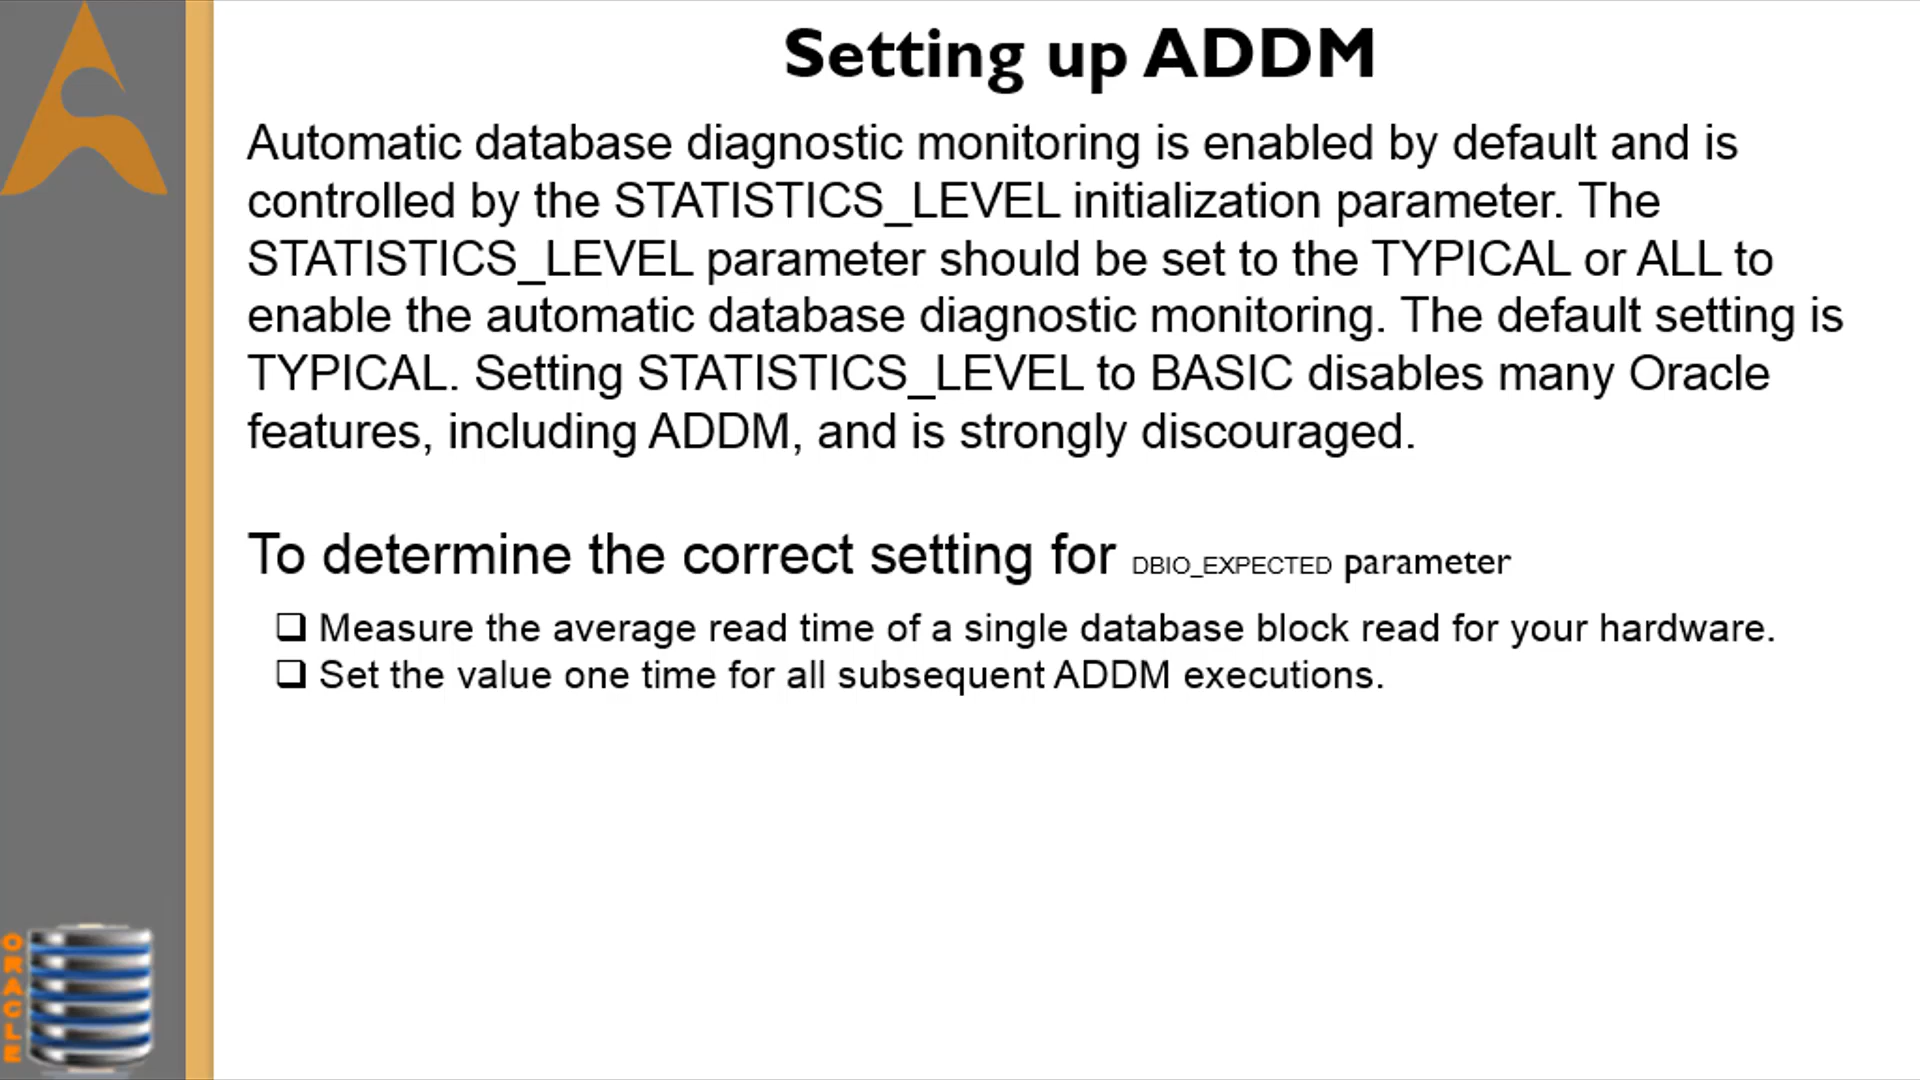 Setting up ADDM
Automatic database diagnostic monitoring is enabled by default and is
controlled by the STATISTICS_LEVEL initialization parameter. The
STATISTICS_LEVEL parameter should be set to the TYPICAL or ALL to
enable the automatic database diagnostic monitoring. The default setting is
TYPICAL. Setting STATISTICS_LEVEL to BASIC disables many Oracle
features, including ADDM, and is strongly discouraged.
To determine the correct setting for DBIO_EXPECTED parameter
Measure the average read time of a single database block read for your hardware.
Set the value one time for all subsequent ADDM executions.
ORACLE